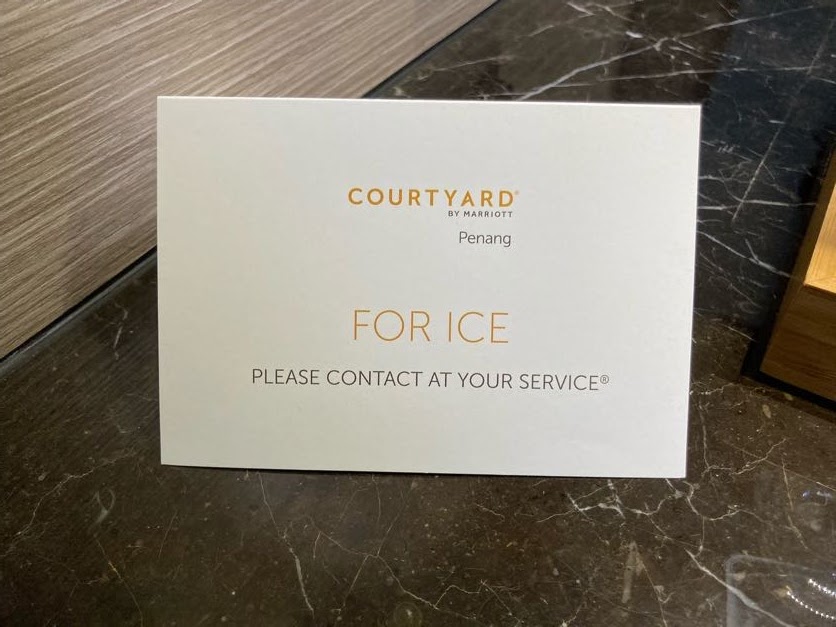 COURTYARD®
BY MARRIOTT
Penang
FOR ICE
PLEASE CONTACT AT YOUR SERVICE®